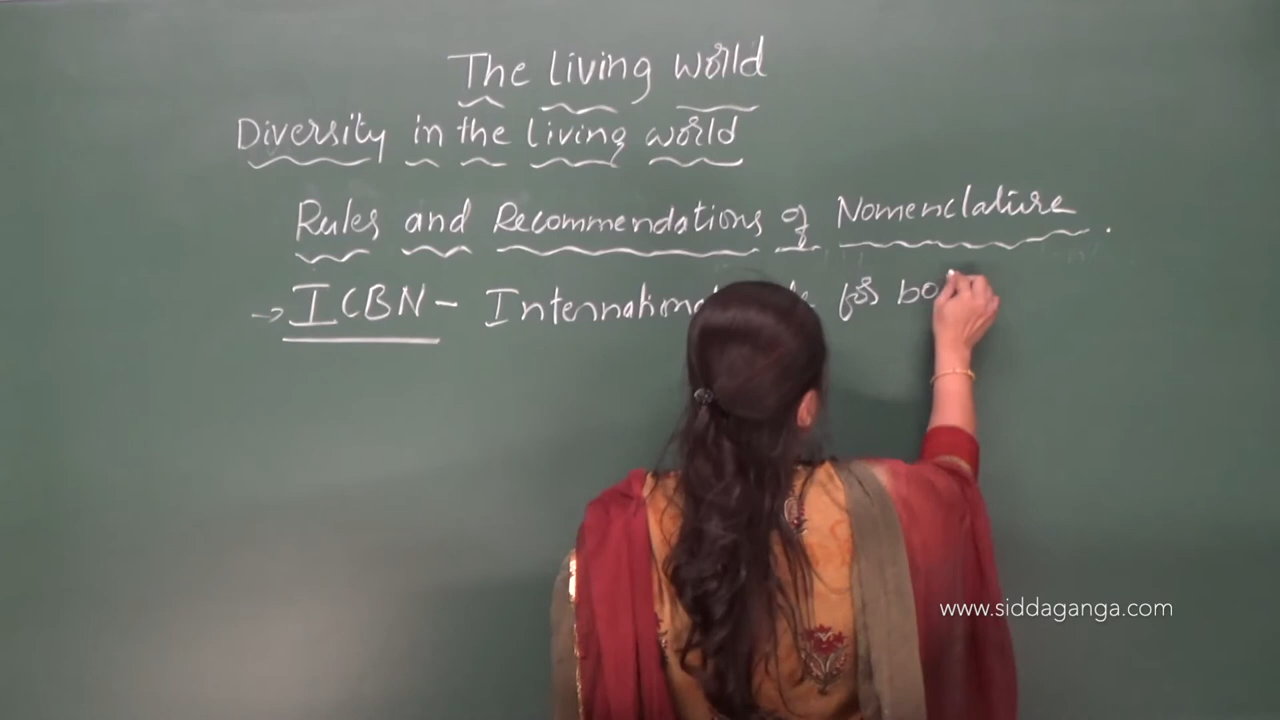 The living world
Diversity in the living world
Rules and Recommendations of Nomenclature.
→ ICBN - International for bo
www.siddaganga.com